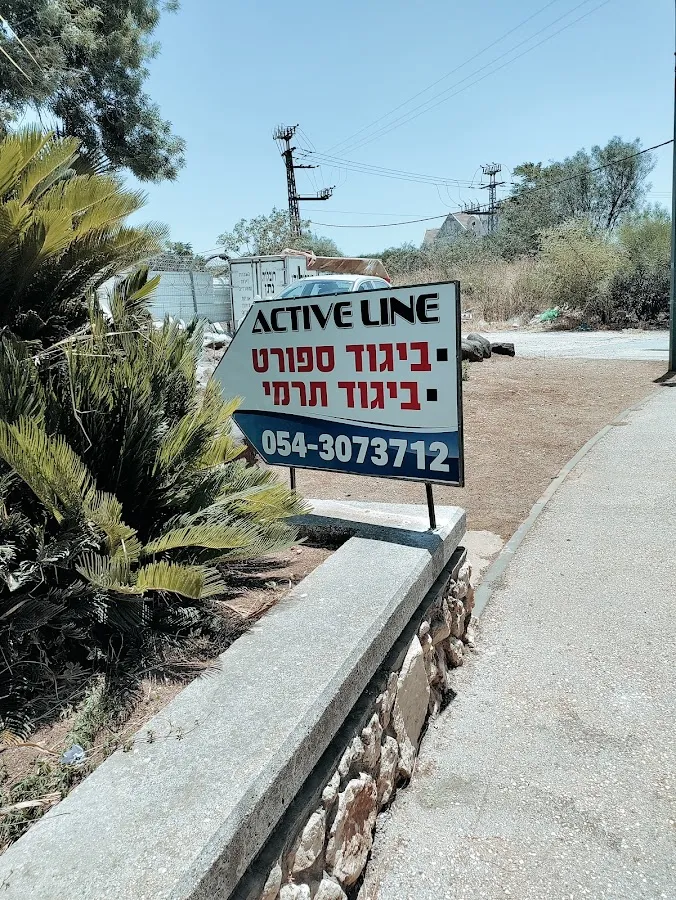 ACTIVE LINE
▪ ביגוד ספורט
▪ ביגוד תרמי
054-3073712